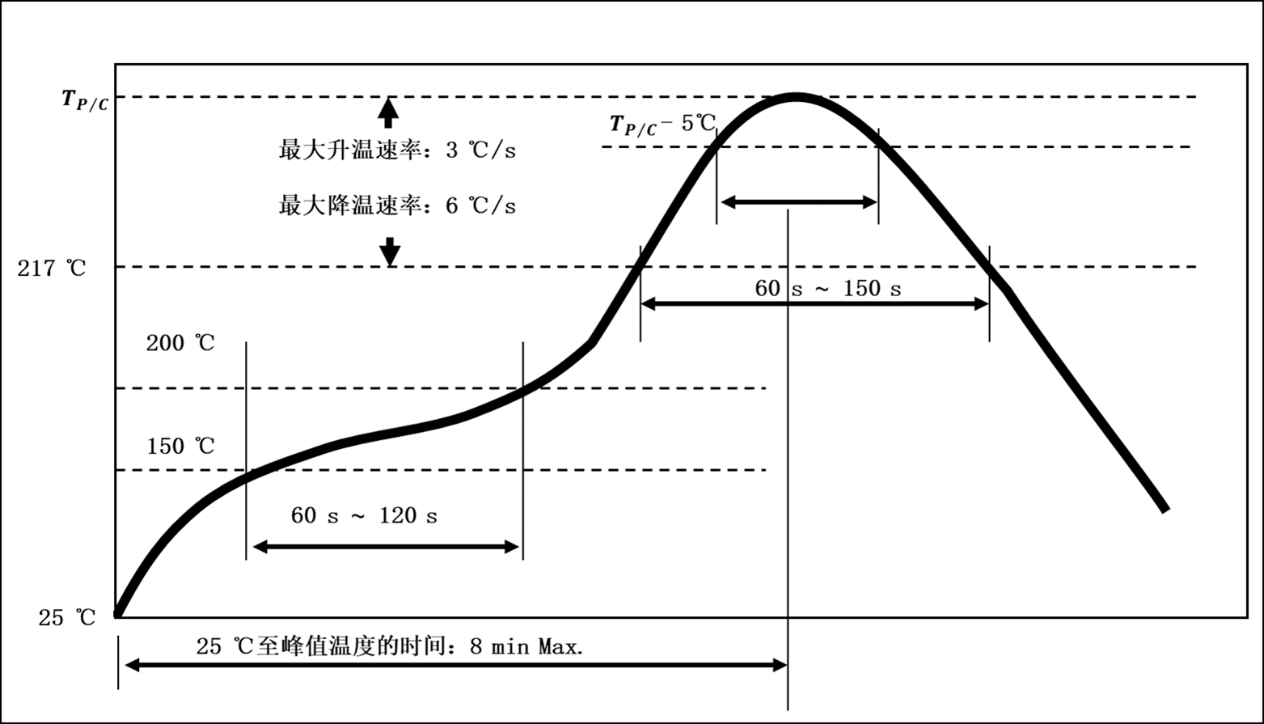 T_P/C
T_P/C - 5℃
最大升温速率: 3 ℃/s
最大降温速率: 6 ℃/s
217 ℃
60 s ~ 150 s
200 ℃
150 ℃
60 s ~ 120 s
25 ℃
25 ℃至峰值温度的时间: 8 min Max.